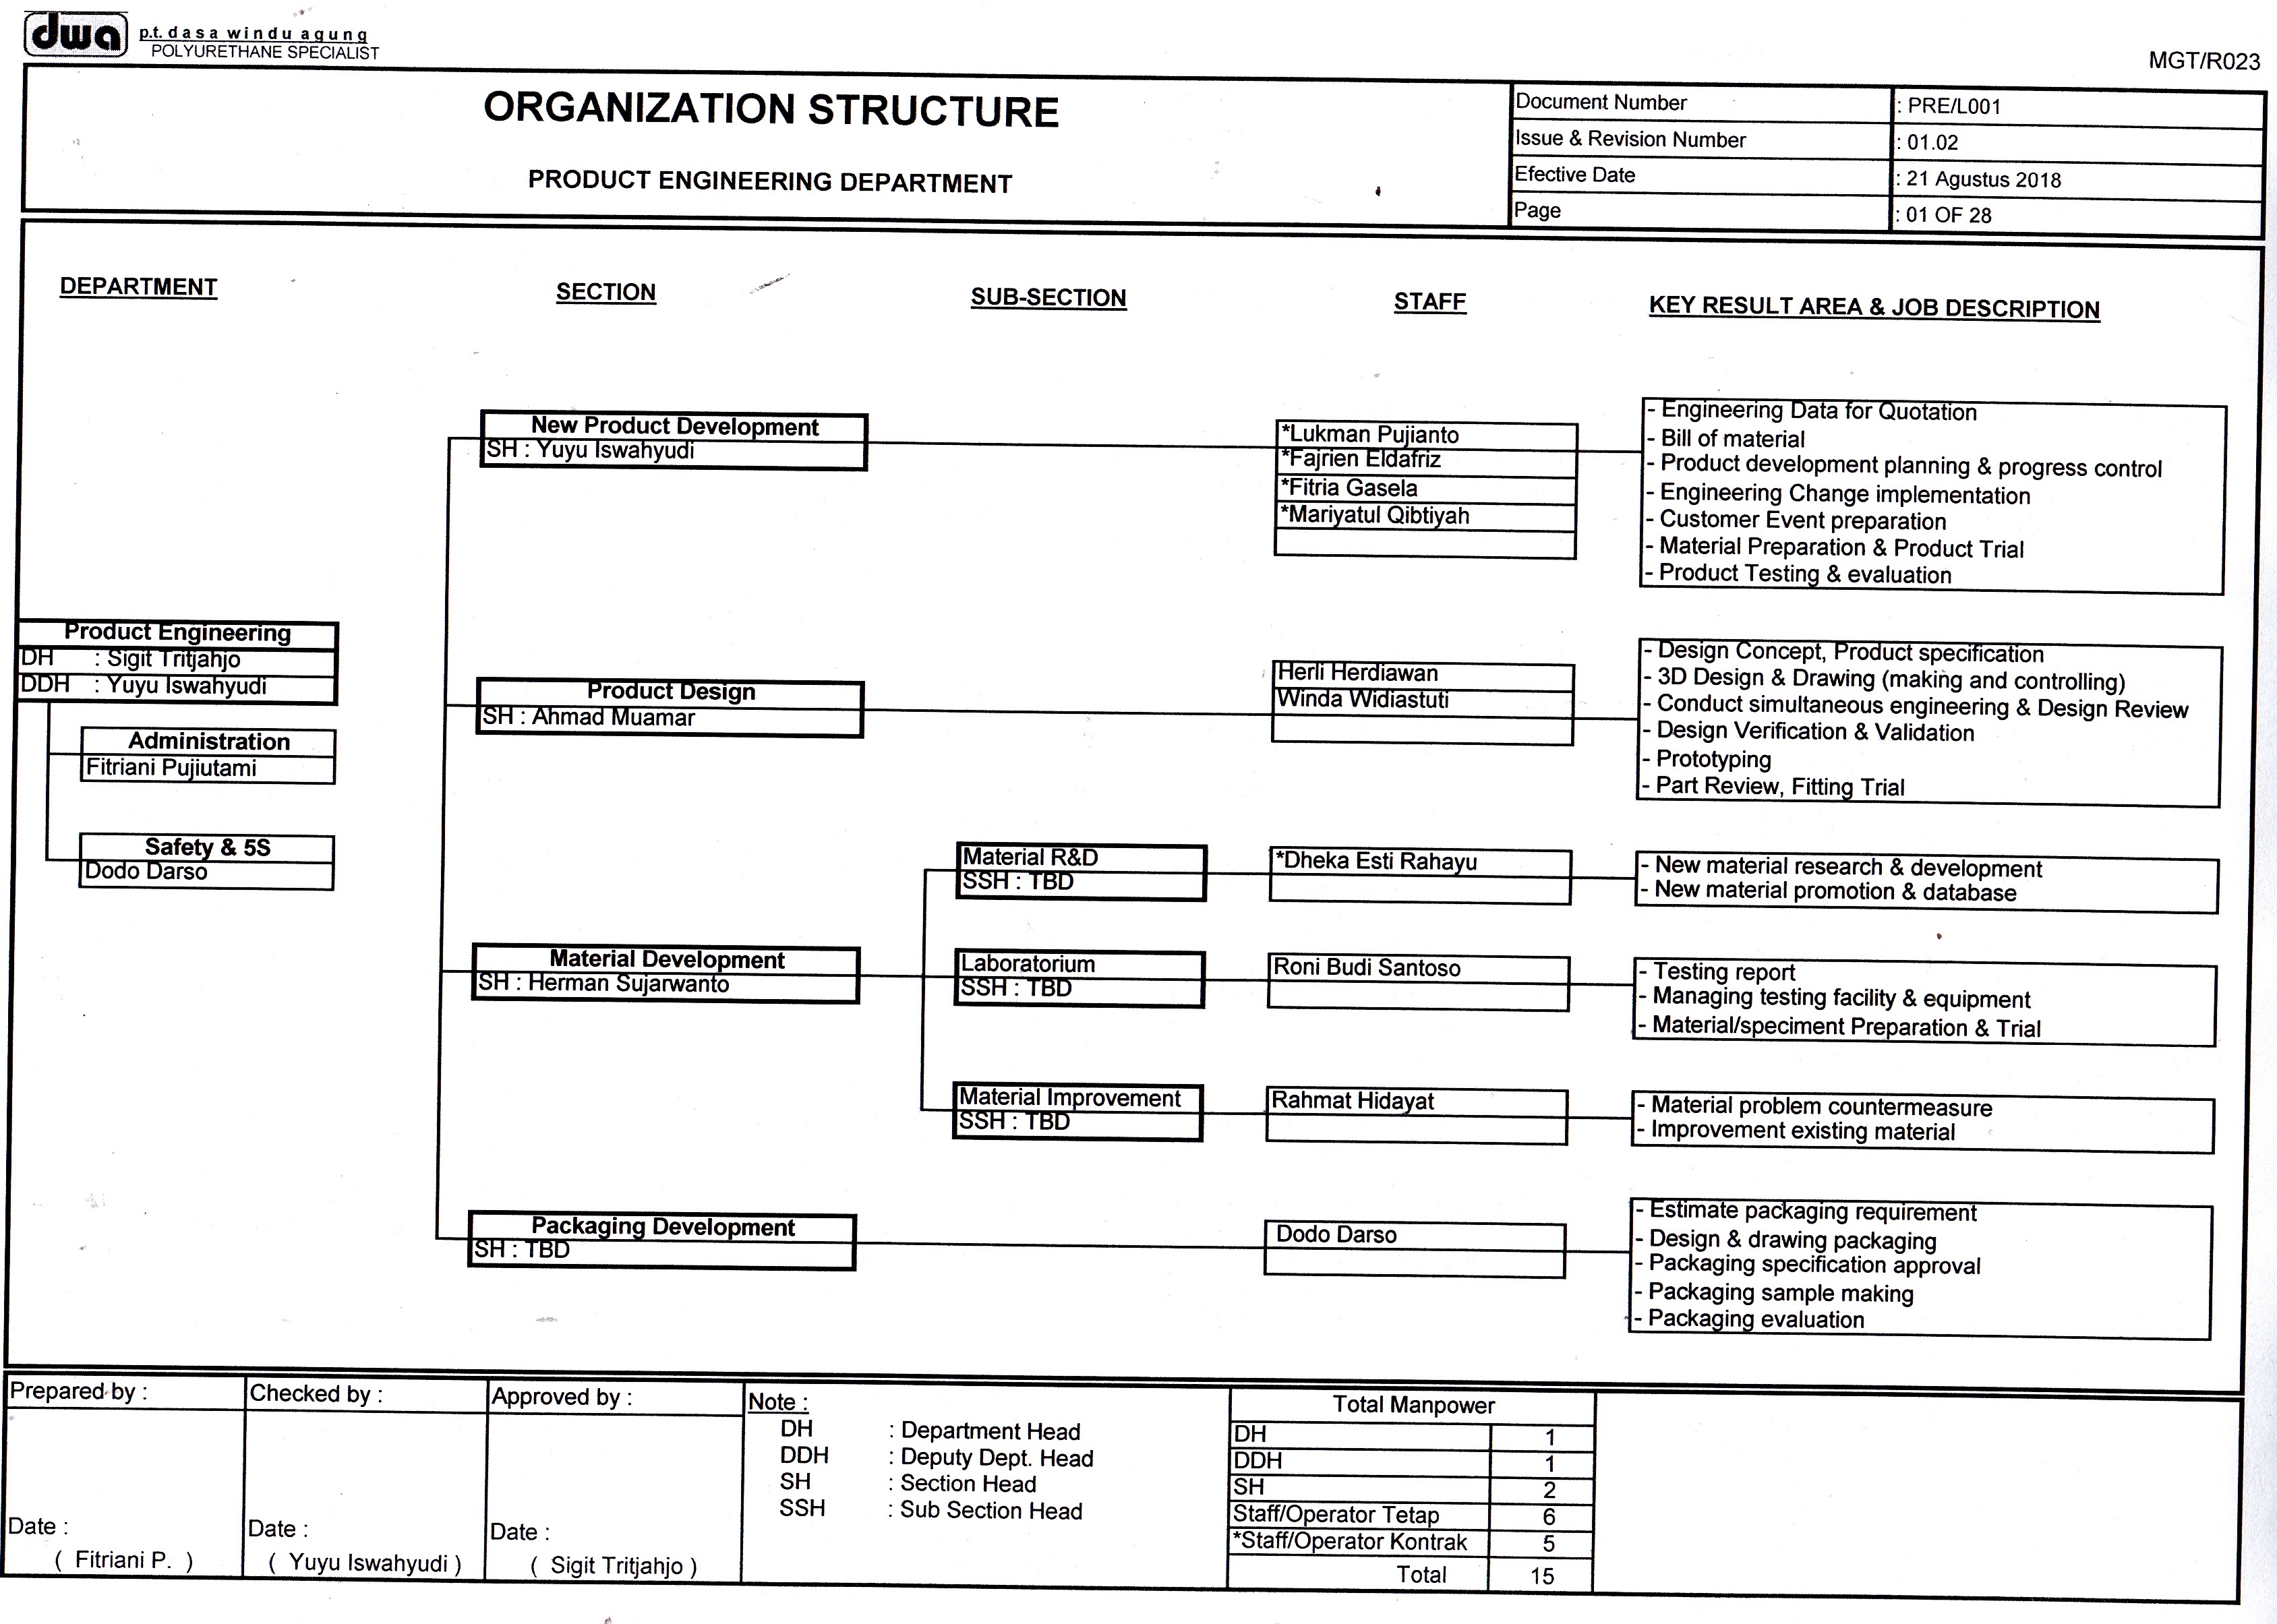 dwa
p.t. dasa windu agung
POLYURETHANE SPECIALIST
MGT/R023
ORGANIZATION STRUCTURE
PRODUCT ENGINEERING DEPARTMENT
Document Number : PRE/L001
Issue & Revision Number : 01.02
Efective Date : 21 Agustus 2018
Page : 01 OF 28
DEPARTMENT
SECTION
SUB-SECTION
STAFF
KEY RESULT AREA & JOB DESCRIPTION
Product Engineering
DH : Sigit Tritjahjo
DDH : Yuyu Iswahyudi
Administration
Fitriani Pujiutami
Safety & 5S
Dodo Darso
New Product Development
SH : Yuyu Iswahyudi
*Lukman Pujianto
*Fajrien Eldafriz
*Fitria Gasela
*Mariyatul Qibtiyah
- Engineering Data for Quotation
- Bill of material
- Product development planning & progress control
- Engineering Change implementation
- Customer Event preparation
- Material Preparation & Product Trial
- Product Testing & evaluation
Product Design
SH : Ahmad Muamar
Herli Herdiawan
Winda Widiastuti
- Design Concept, Product specification
- 3D Design & Drawing (making and controlling)
- Conduct simultaneous engineering & Design Review
- Design Verification & Validation
- Prototyping
- Part Review, Fitting Trial
Material Development
SH : Herman Sujarwanto
Material R&D
SSH : TBD
*Dheka Esti Rahayu
- New material research & development
- New material promotion & database
Laboratorium
SSH : TBD
Roni Budi Santoso
- Testing report
- Managing testing facility & equipment
- Material/speciment Preparation & Trial
Material Improvement
SSH : TBD
Rahmat Hidayat
- Material problem countermeasure
- Improvement existing material
Packaging Development
SH : TBD
Dodo Darso
- Estimate packaging requirement
- Design & drawing packaging
- Packaging specification approval
- Packaging sample making
- Packaging evaluation
Prepared by :
Date :
( Fitriani P. )
Checked by :
Date :
( Yuyu Iswahyudi )
Approved by :
Date :
( Sigit Tritjahjo )
Note :
DH : Department Head
DDH : Deputy Dept. Head
SH : Section Head
SSH : Sub Section Head
Total Manpower
DH 1
DDH 1
SH 2
Staff/Operator Tetap 6
*Staff/Operator Kontrak 5
Total 15